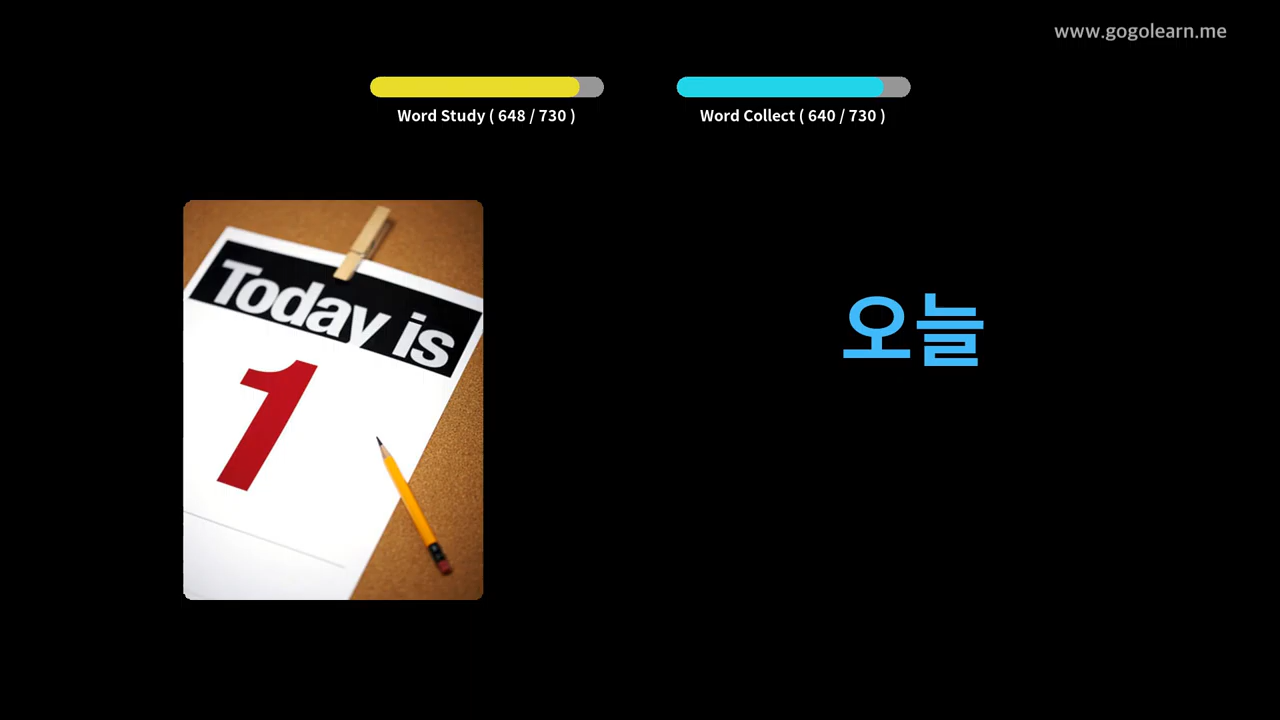 www.gogolearn.me
Word Study ( 648 / 730 )
Word Collect ( 640 / 730 )
Today is
1
오늘